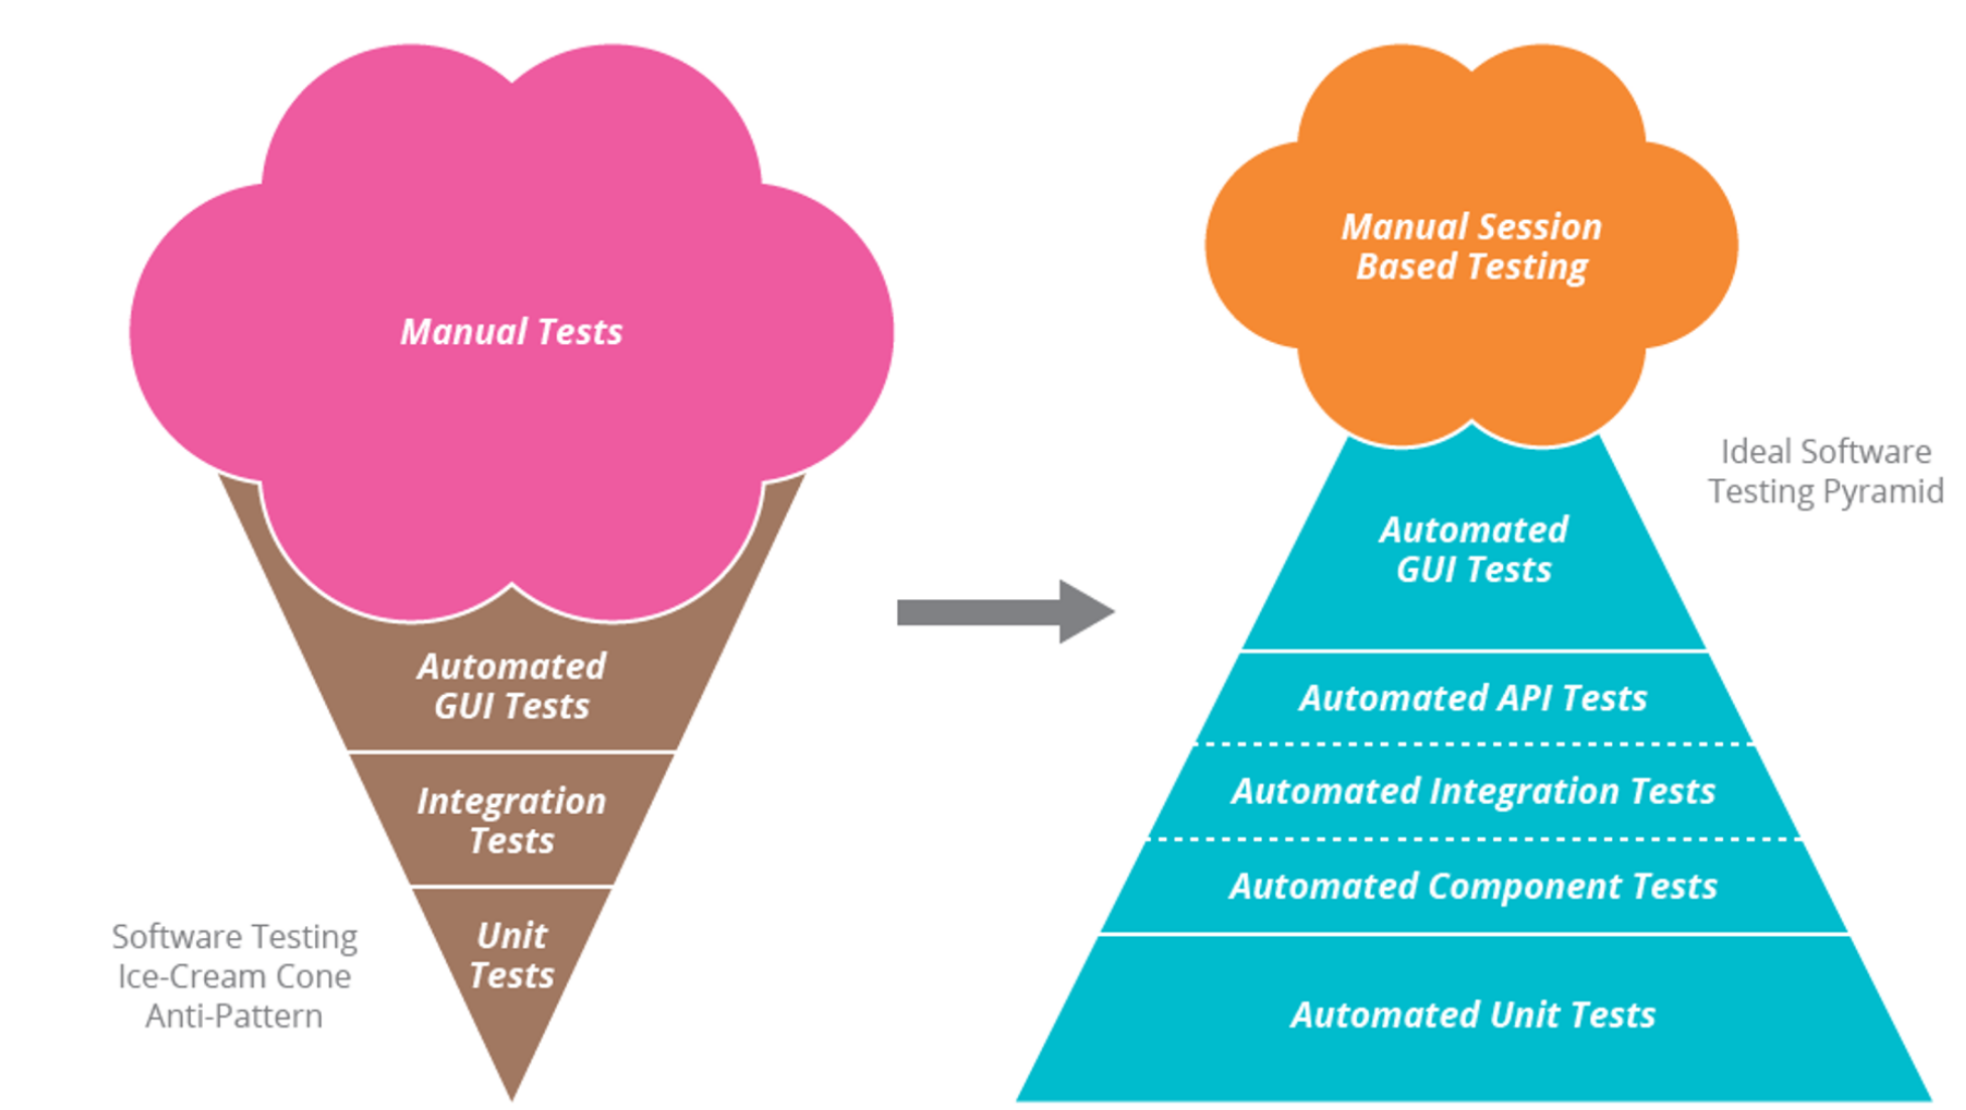 Manual Tests
Automated
GUI Tests
Integration
Tests
Unit
Tests
Software Testing
Ice-Cream Cone
Anti-Pattern
Manual Session
Based Testing
Ideal Software
Testing Pyramid
Automated
GUI Tests
Automated API Tests
Automated Integration Tests
Automated Component Tests
Automated Unit Tests